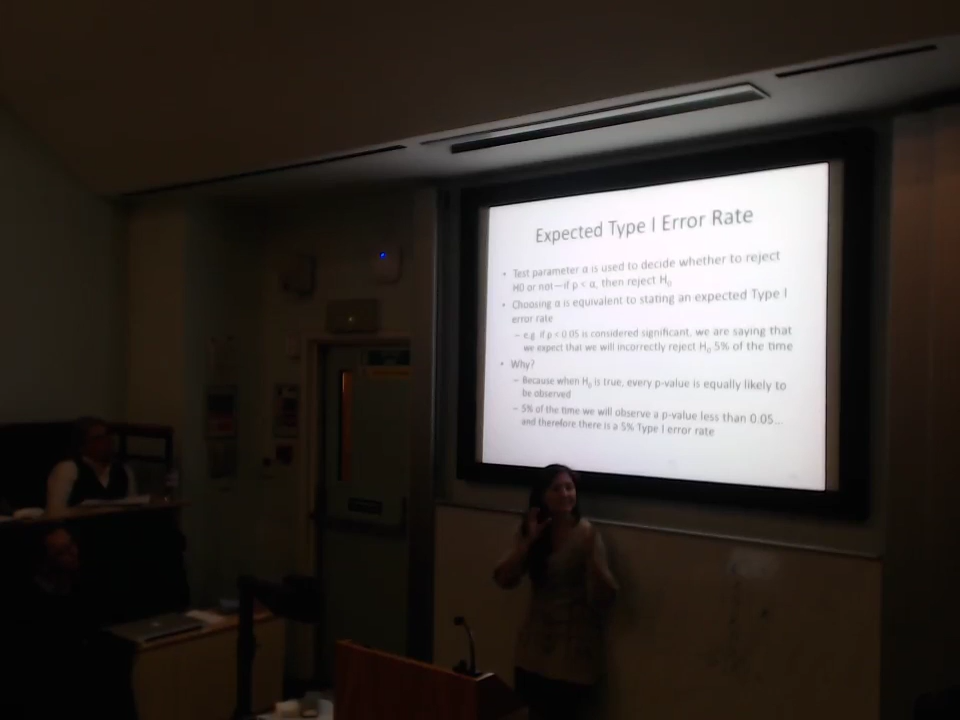 Expected Type I Error Rate
• Test parameter α is used to decide whether to reject
H0 or not—if p < α, then reject H₀
• Choosing α is equivalent to stating an expected Type I
error rate
– e.g. if p < 0.05 is considered significant, we are saying that
we expect that we will incorrectly reject H₀ 5% of the time
• Why?
– Because when H₀ is true, every p-value is equally likely to
be observed
– 5% of the time we will observe a p-value less than 0.05…
and therefore there is a 5% Type I error rate